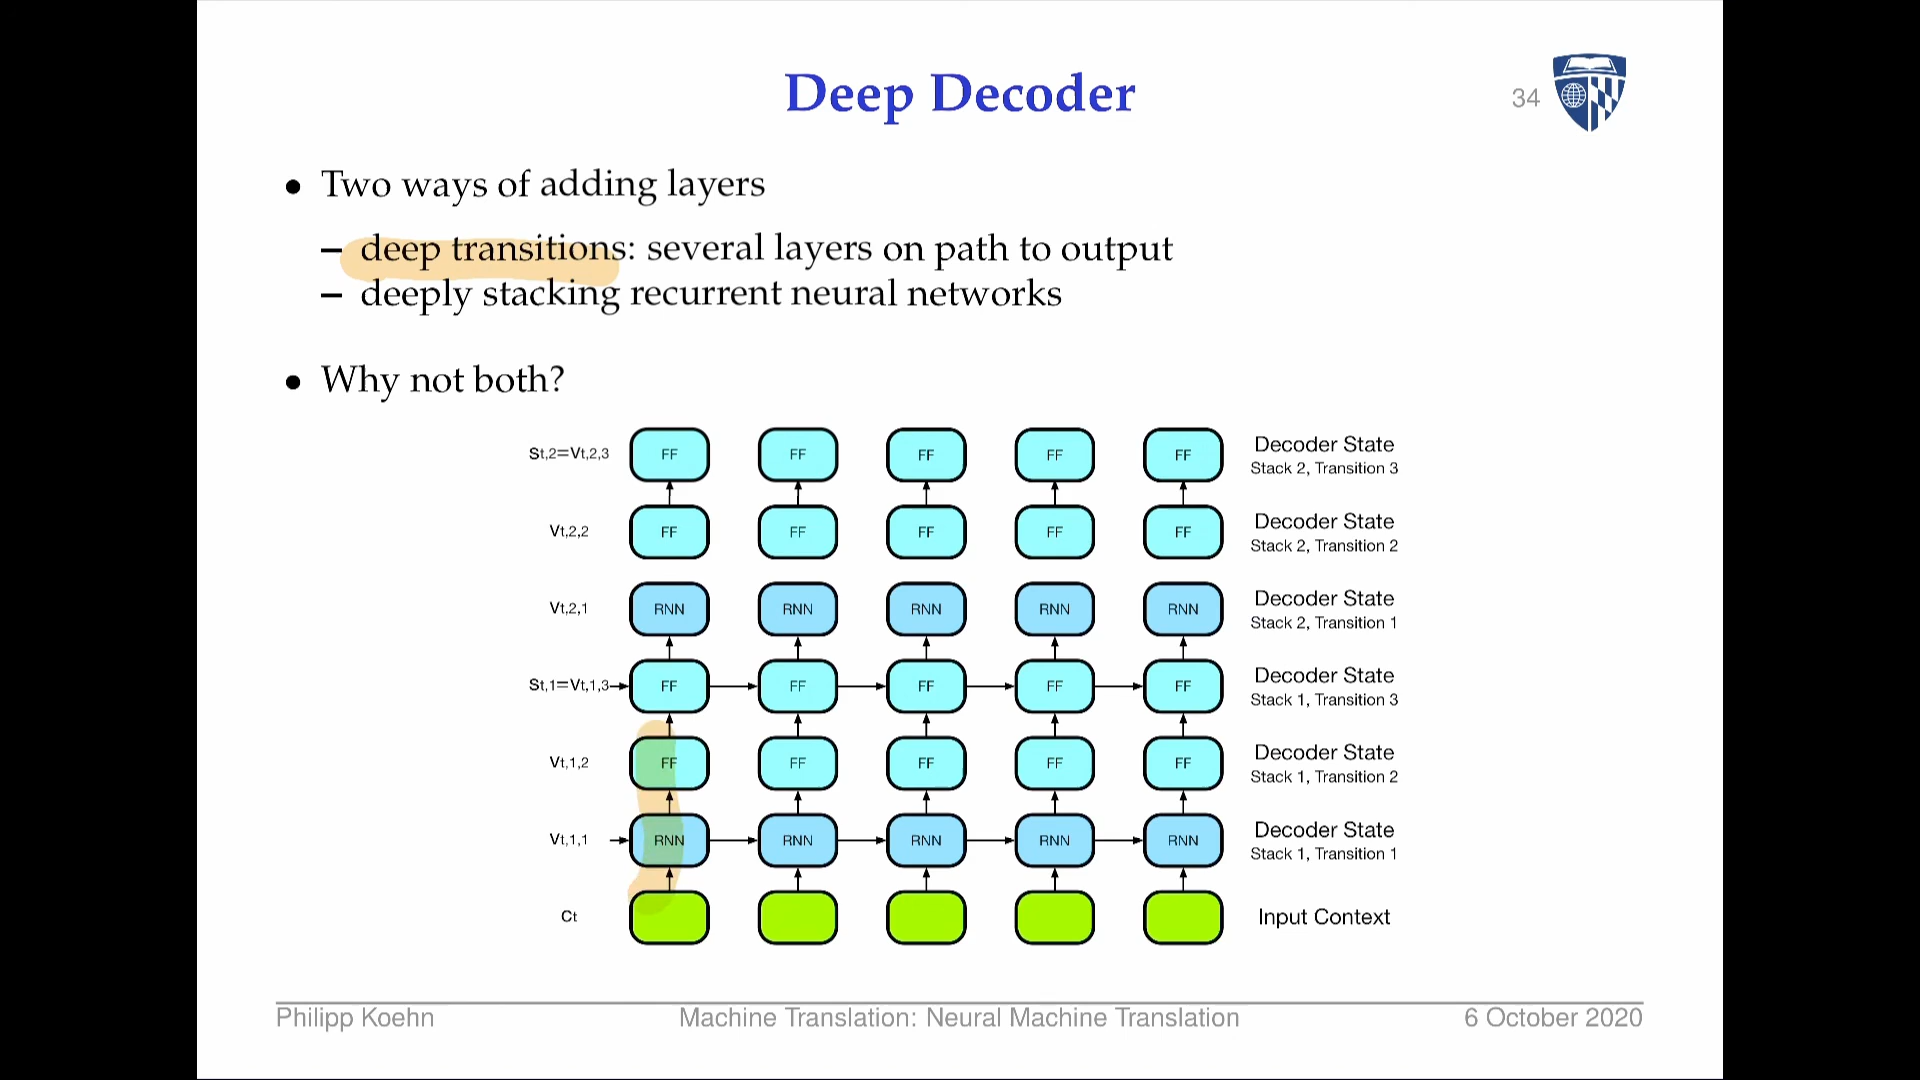 Deep Decoder
34
• Two ways of adding layers
– deep transitions: several layers on path to output
– deeply stacking recurrent neural networks
• Why not both?
St,2=Vt,2,3 FF FF FF FF FF Decoder State
Stack 2, Transition 3
Vt,2,2 FF FF FF FF FF Decoder State
Stack 2, Transition 2
Vt,2,1 RNN RNN RNN RNN RNN Decoder State
Stack 2, Transition 1
St,1=Vt,1,3 FF FF FF FF FF Decoder State
Stack 1, Transition 3
Vt,1,2 FF FF FF FF FF Decoder State
Stack 1, Transition 2
Vt,1,1 RNN RNN RNN RNN RNN Decoder State
Stack 1, Transition 1
Ct Input Context
Philipp Koehn Machine Translation: Neural Machine Translation 6 October 2020